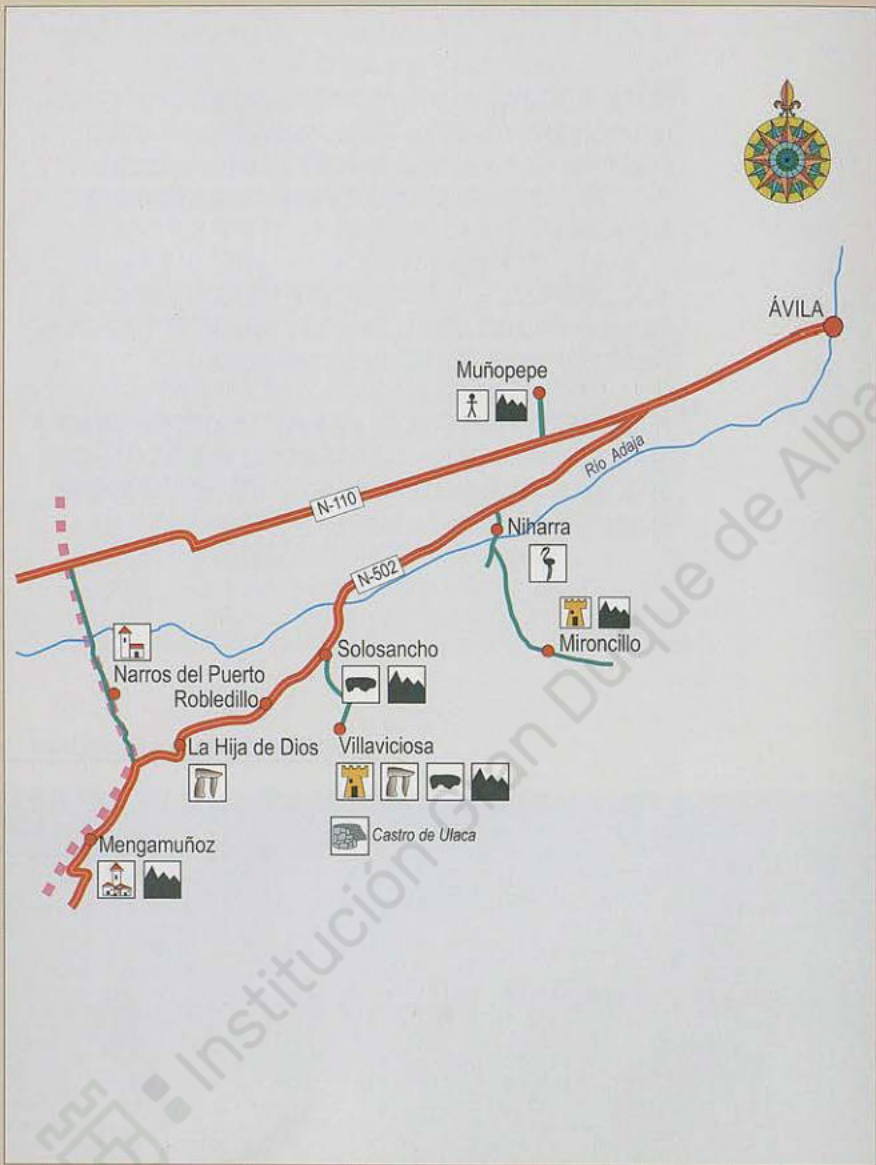 ÁVILA
Muñopepe
Río Adaja
N-110
Niharra
N-502
Solosancho
Mironcillo
Narros del Puerto
Robledillo
La Hija de Dios
Villaviciosa
Castro de Ulaca
Mengamuñoz
Institución Gran Duque de Alba